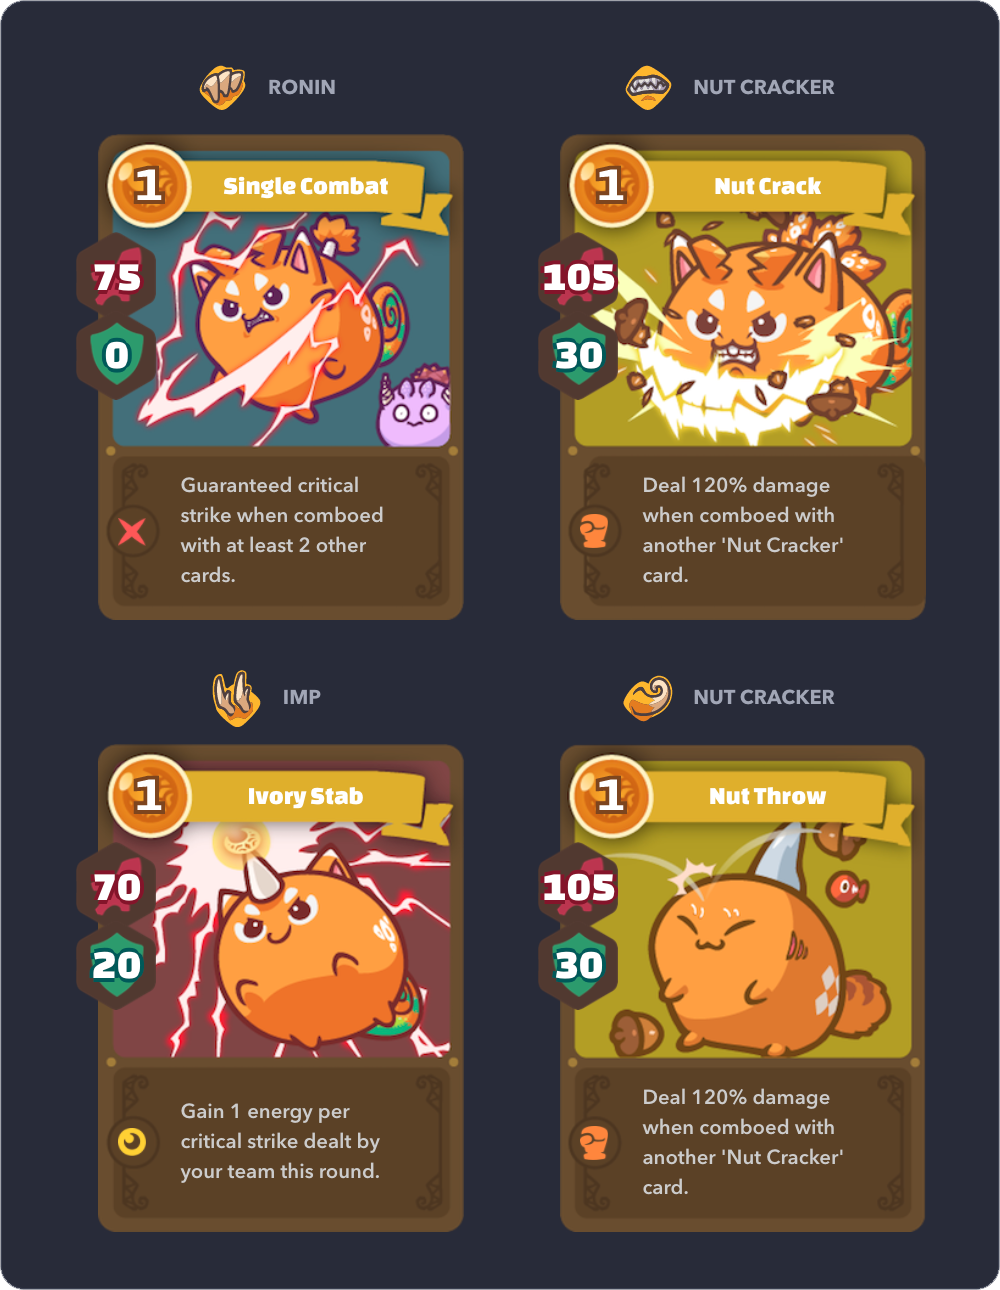 RONIN
NUT CRACKER
1
Single Combat
75
0
Guaranteed critical
strike when comboed
with at least 2 other
cards.
1
Nut Crack
105
30
Deal 120% damage
when comboed with
another 'Nut Cracker'
card.
IMP
NUT CRACKER
1
Ivory Stab
70
20
Gain 1 energy per
critical strike dealt by
your team this round.
1
Nut Throw
105
30
Deal 120% damage
when comboed with
another 'Nut Cracker'
card.